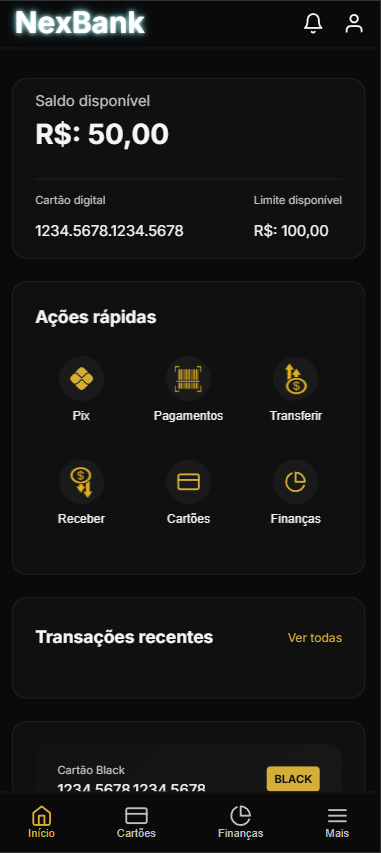 NexBank
Saldo disponível
R$: 50,00
Cartão digital
Limite disponível
1234.5678.1234.5678
R$: 100,00
Ações rápidas
Pix
Pagamentos
Transferir
Receber
Cartões
Finanças
Transações recentes
Ver todas
Cartão Black
BLACK
1234.5678.1234.5678
Início
Cartões
Finanças
Mais